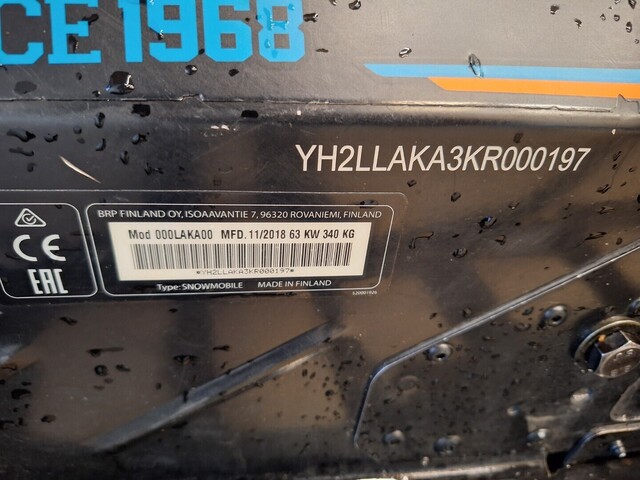 CE 1968
YH2LLAKA3KR000197
BRP FINLAND OY, ISOAAVANTIE 7, 96320 ROVANIEMI, FINLAND
Mod 000LAKA00 MFD. 11/2018 63 KW 340 KG
*YH2LLAKA3KR000197*
Type: SNOWMOBILE MADE IN FINLAND
520001926
CE
EAC